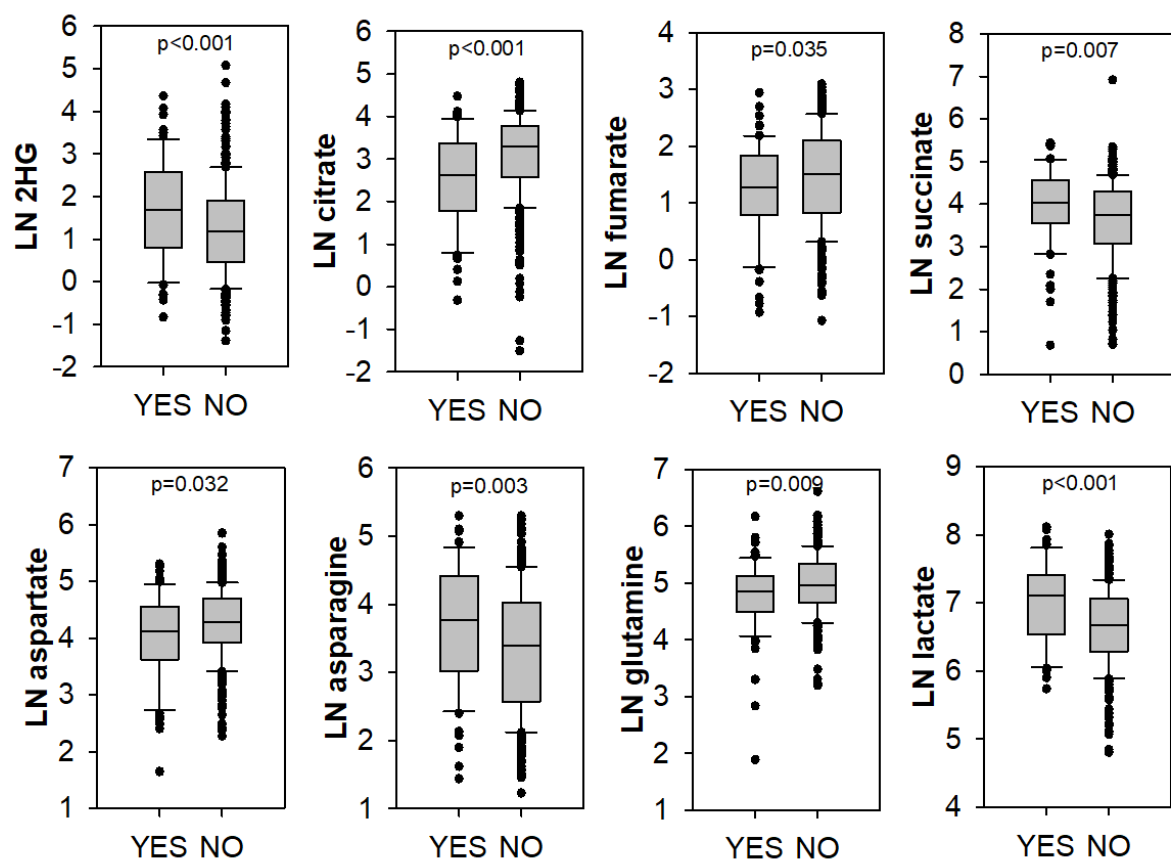 LN 2HG
6
5
4
3
2
1
0
-1
-2
p<0.001
YES NO
LN citrate
6
5
4
3
2
1
0
-1
-2
p<0.001
YES NO
LN fumarate
4
3
2
1
0
-1
-2
p=0.035
YES NO
LN succinate
8
7
6
5
4
3
2
1
0
p=0.007
YES NO
LN aspartate
7
6
5
4
3
2
1
p=0.032
YES NO
LN asparagine
6
5
4
3
2
1
p=0.003
YES NO
LN glutamine
7
6
5
4
3
2
1
p=0.009
YES NO
LN lactate
9
8
7
6
5
4
p<0.001
YES NO